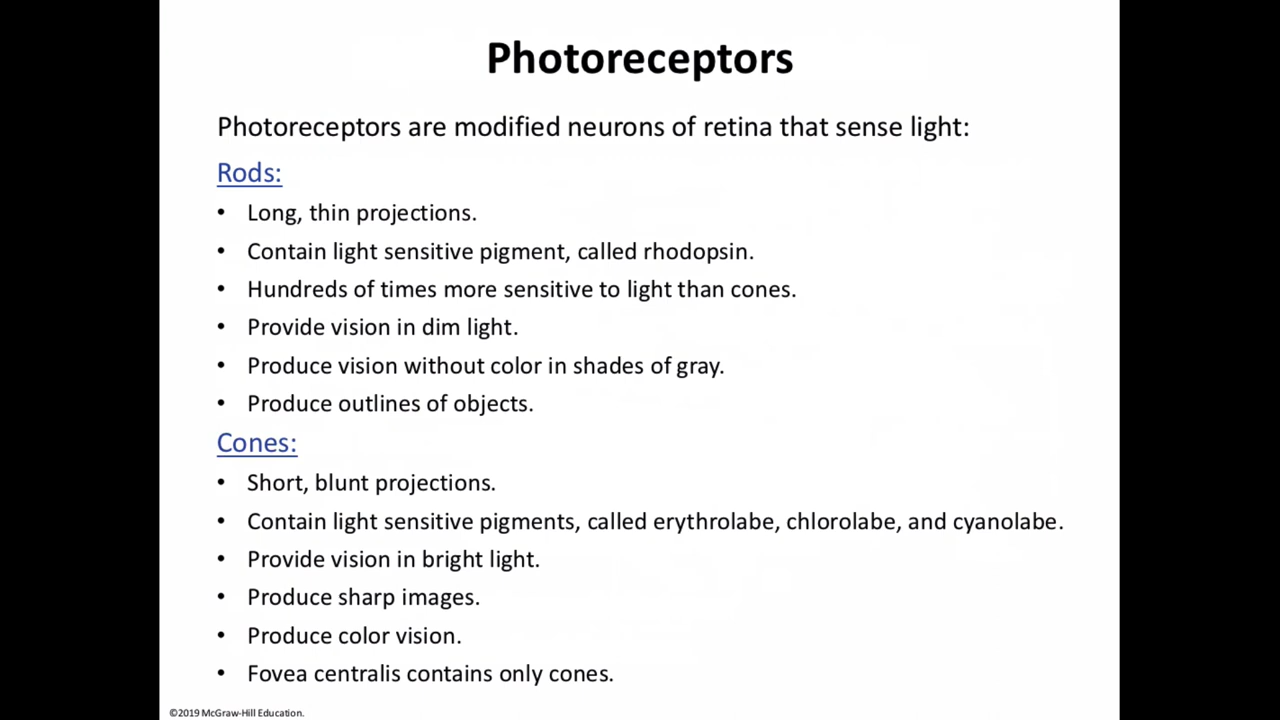 Photoreceptors
Photoreceptors are modified neurons of retina that sense light:
Rods:
• Long, thin projections.
• Contain light sensitive pigment, called rhodopsin.
• Hundreds of times more sensitive to light than cones.
• Provide vision in dim light.
• Produce vision without color in shades of gray.
• Produce outlines of objects.
Cones:
• Short, blunt projections.
• Contain light sensitive pigments, called erythrolabe, chlorolabe, and cyanolabe.
• Provide vision in bright light.
• Produce sharp images.
• Produce color vision.
• Fovea centralis contains only cones.
©2019 McGraw-Hill Education.